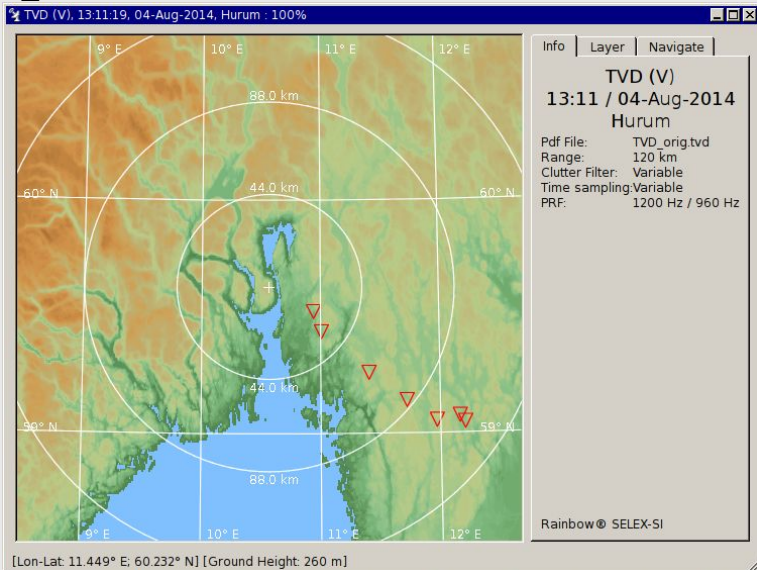 TVD (V), 13:11:19, 04-Aug-2014, Hurum : 100%
Info Layer Navigate
9° E 10° E 11° E 12° E
88.0 km
60° N 44.0 km 60° N
44.0 km
59° N 59° N
88.0 km
9° E 10° E 11° E 12° E
TVD (V)
13:11 / 04-Aug-2014
Hurum
Pdf File: TVD_orig.tvd
Range: 120 km
Clutter Filter: Variable
Time sampling:Variable
PRF: 1200 Hz / 960 Hz
Rainbow® SELEX-SI
[Lon-Lat: 11.449° E; 60.232° N] [Ground Height: 260 m]